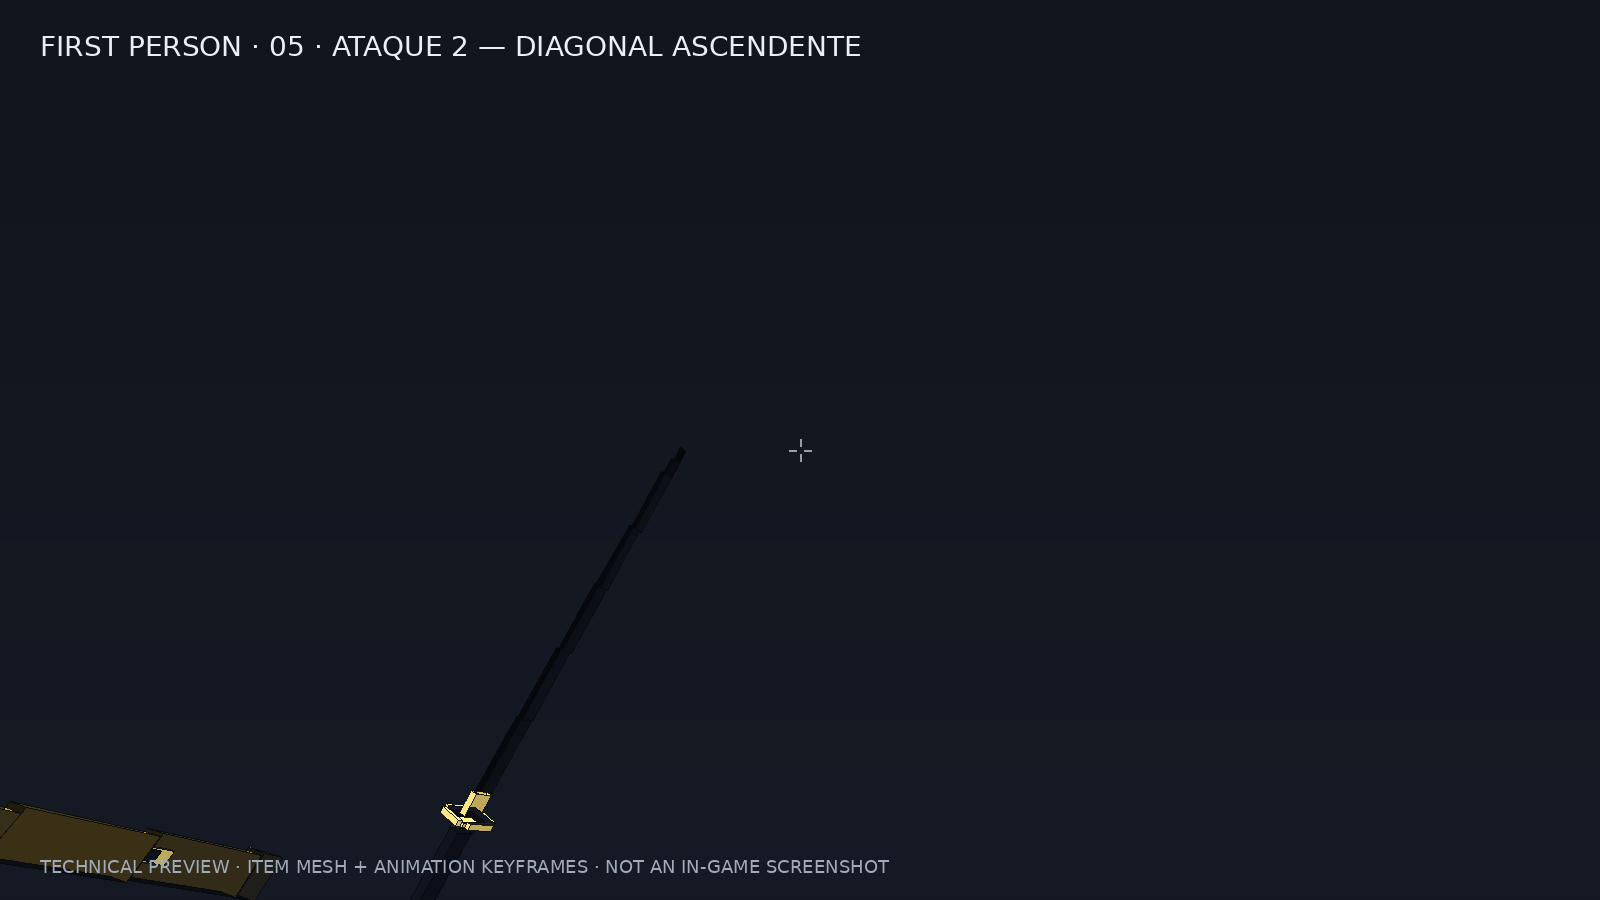 FIRST PERSON · 05 · ATAQUE 2 — DIAGONAL ASCENDENTE
TECHNICAL PREVIEW · ITEM MESH + ANIMATION KEYFRAMES · NOT AN IN-GAME SCREENSHOT